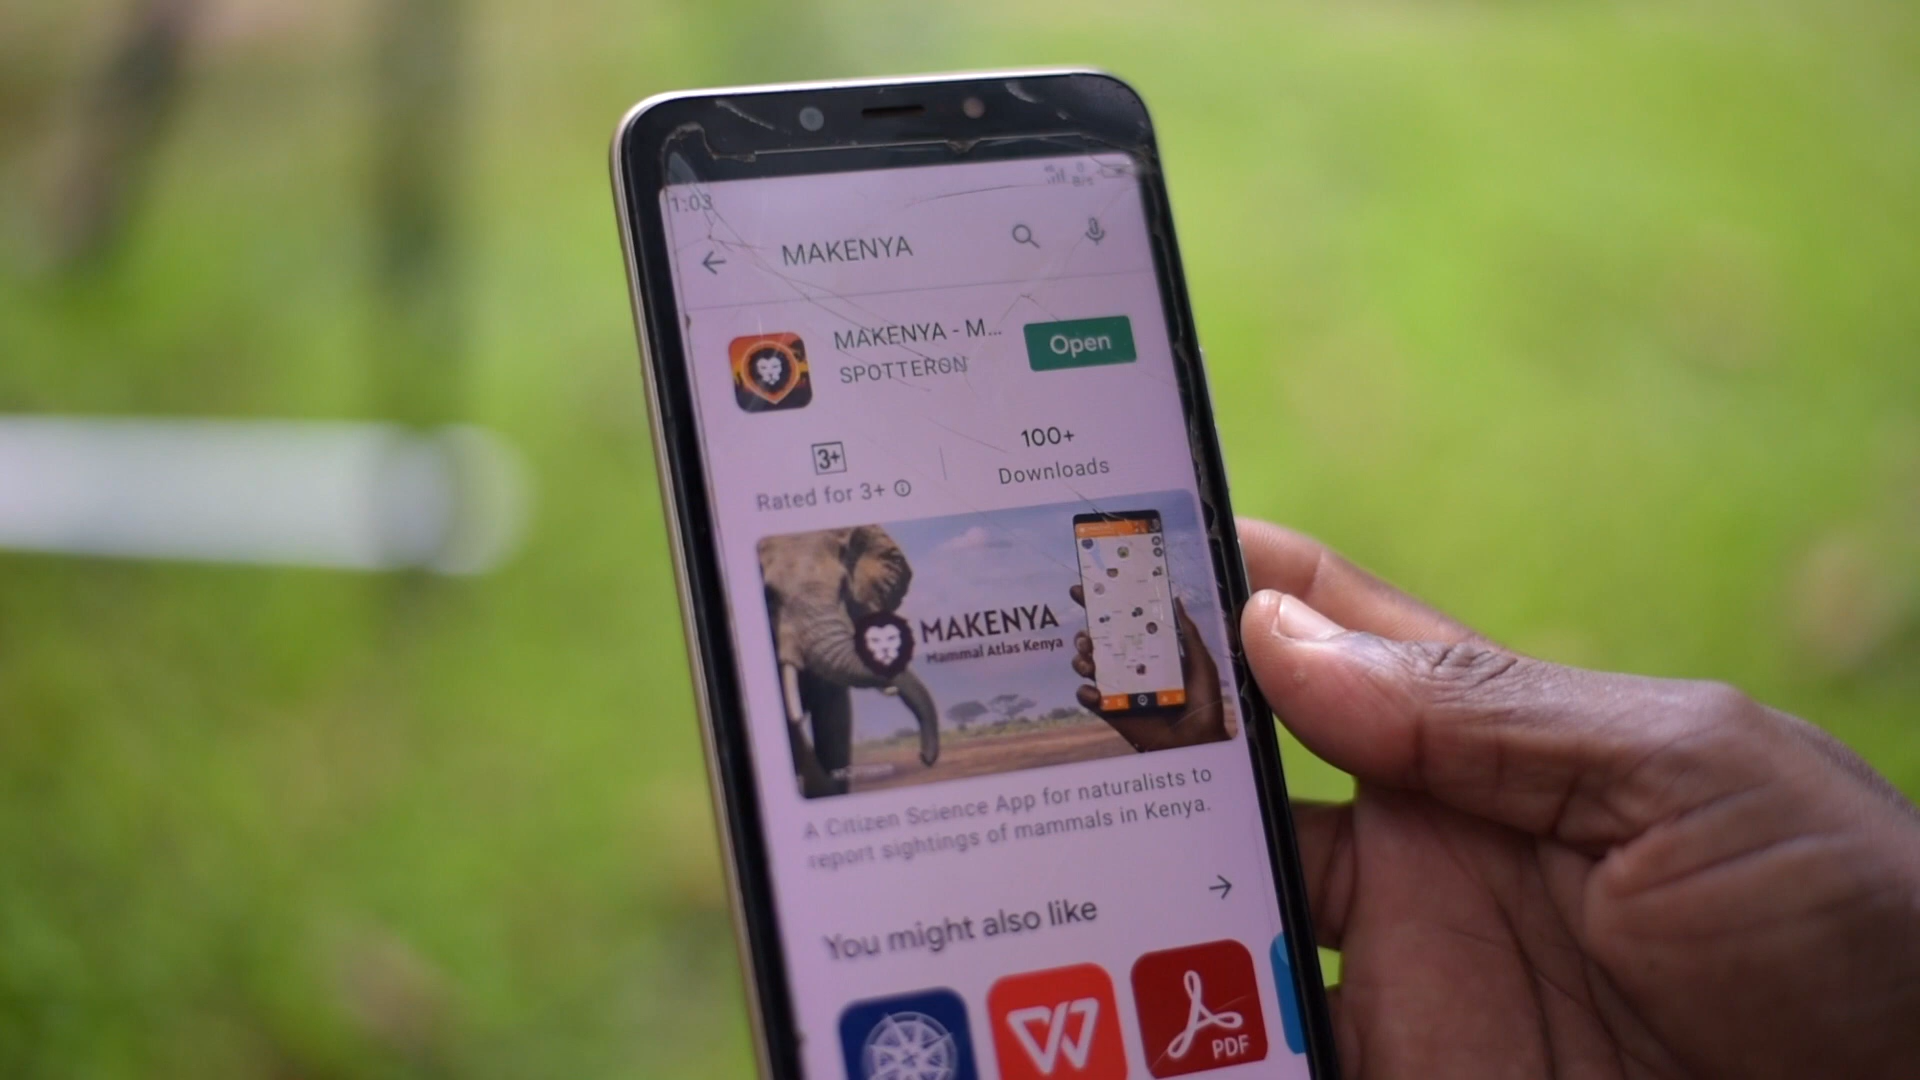 1:03
MAKENYA
MAKENYA - M...
SPOTTERON
Open
3+
Rated for 3+
100+
Downloads
MAKENYA
Mammal Atlas Kenya
A Citizen Science App for naturalists to
report sightings of mammals in Kenya.
You might also like
PDF